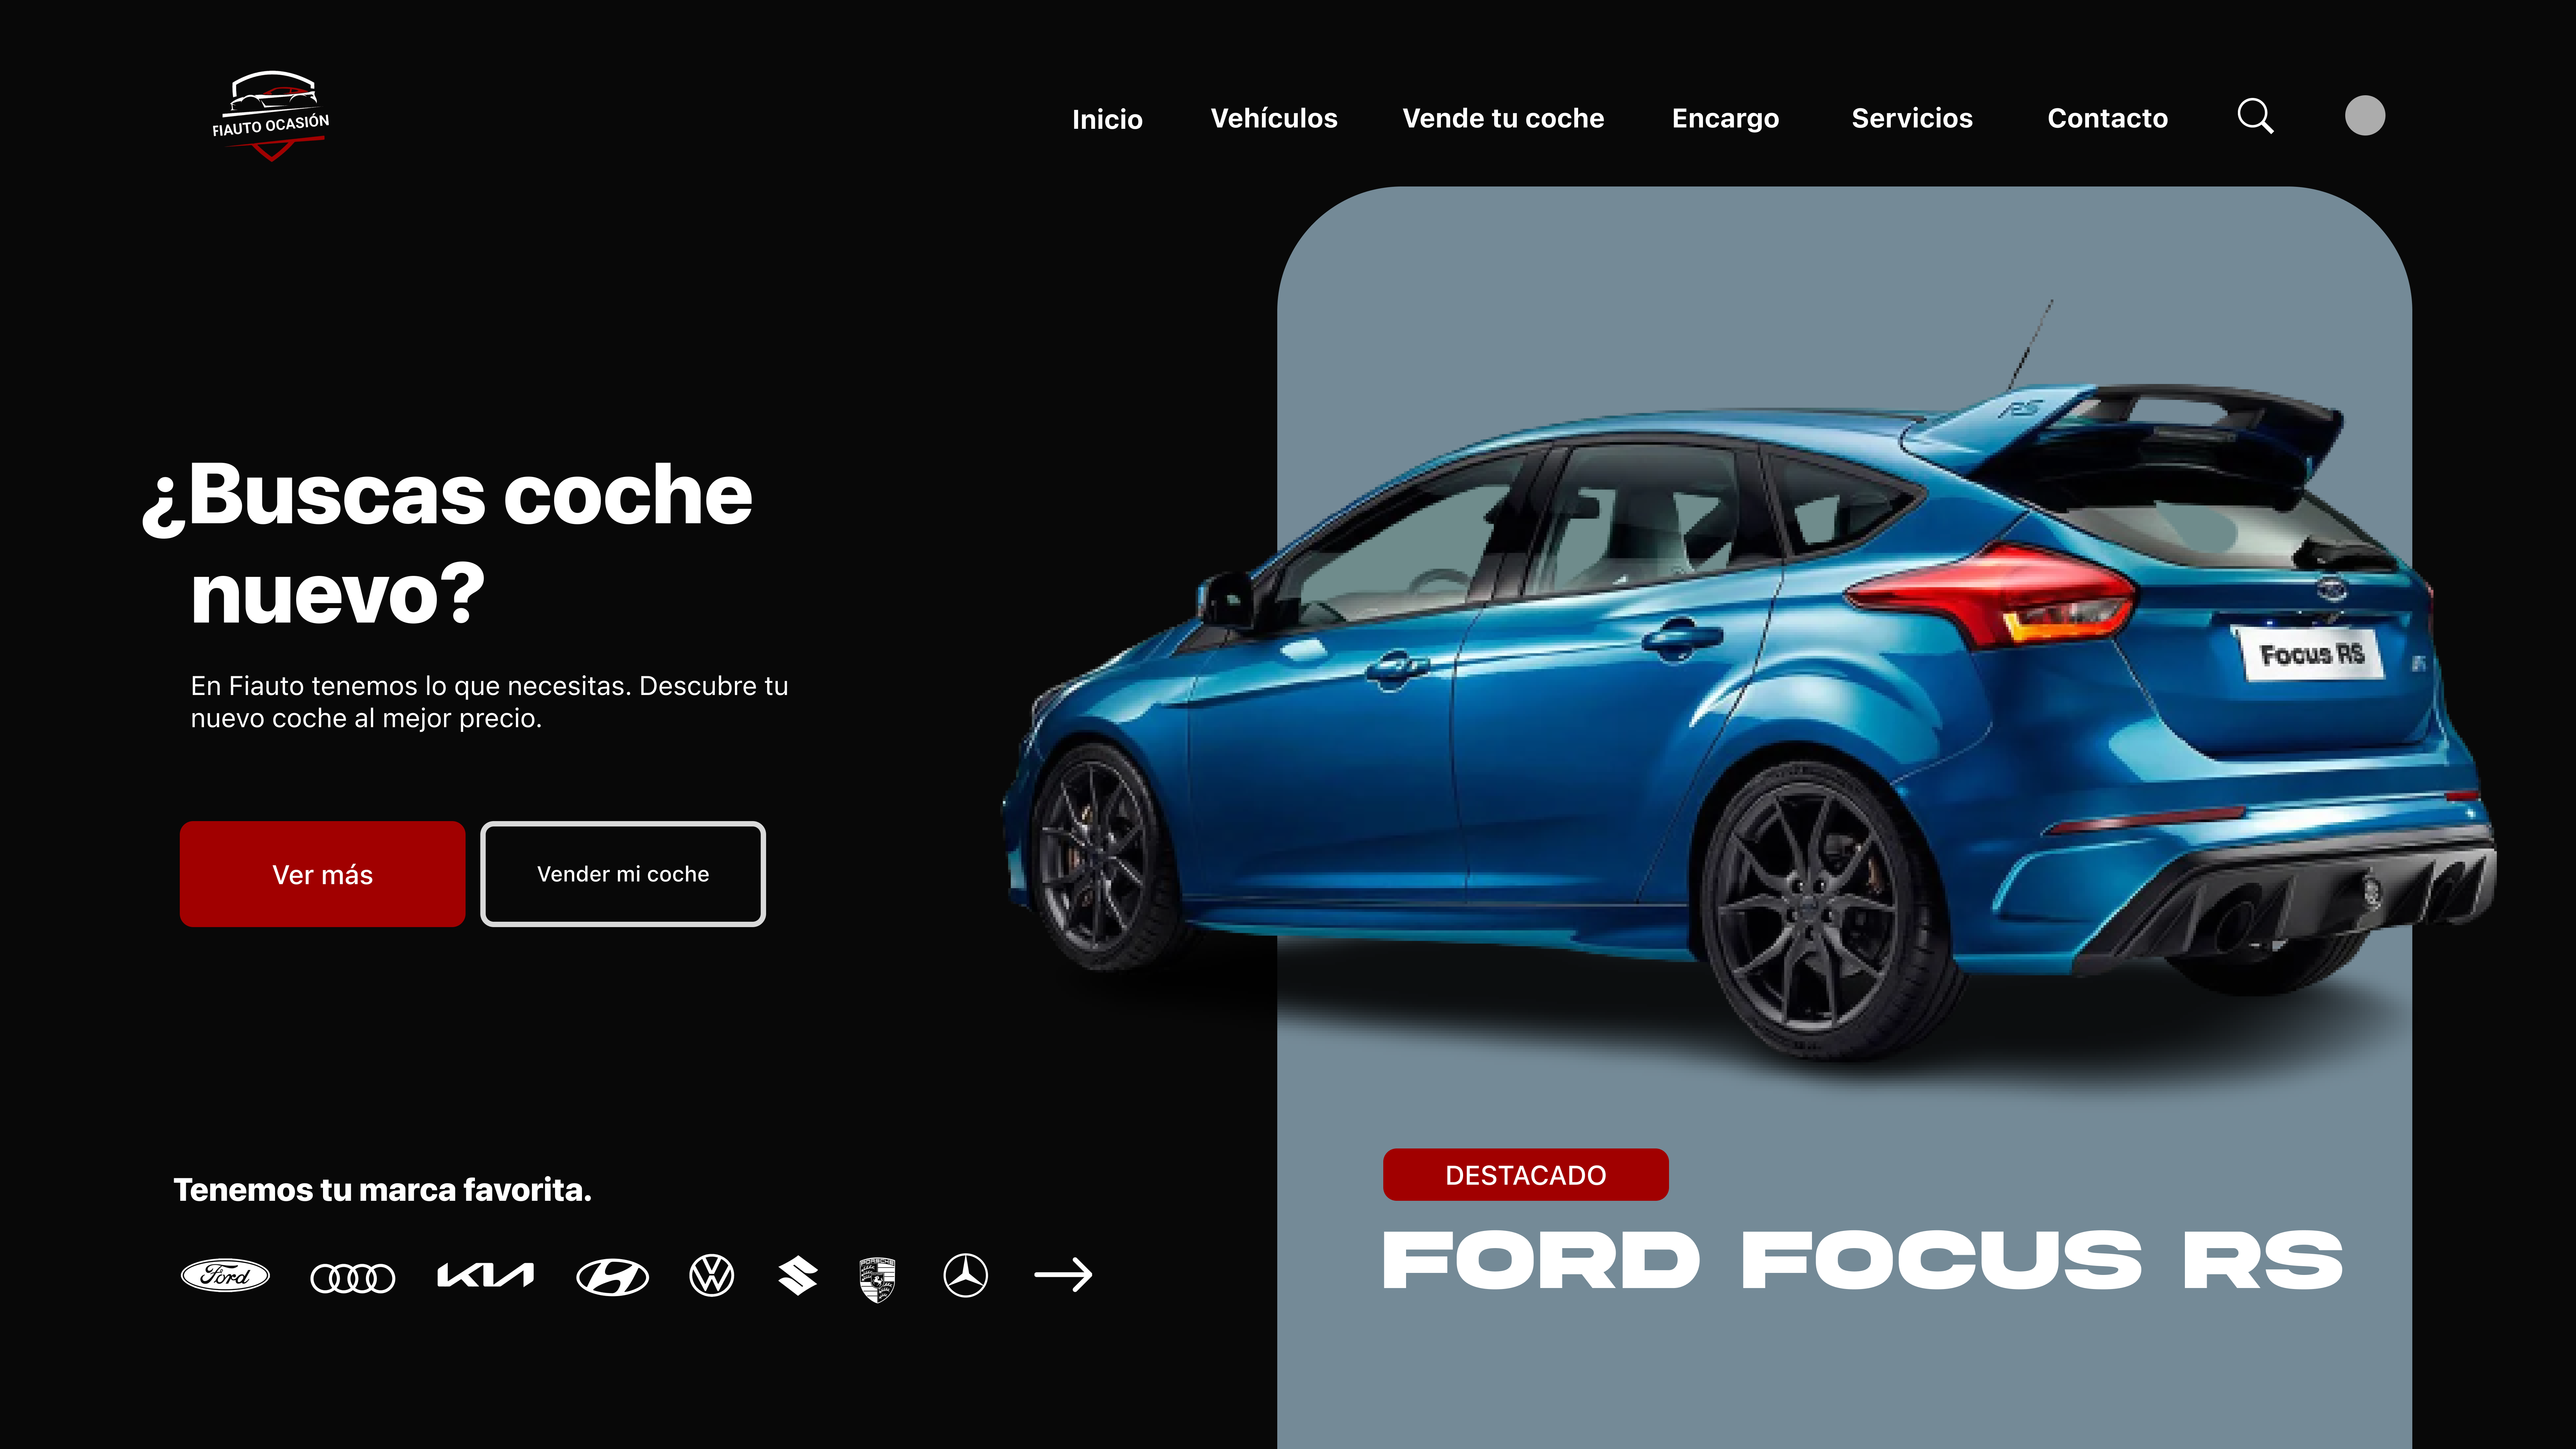 FIAUTO OCASIÓN
Inicio
Vehículos
Vende tu coche
Encargo
Servicios
Contacto
¿Buscas coche
nuevo?
En Fiauto tenemos lo que necesitas. Descubre tu
nuevo coche al mejor precio.
Ver más
Vender mi coche
RS
Focus RS
Tenemos tu marca favorita.
Ford
KIA
PORSCHE
DESTACADO
FORD FOCUS RS